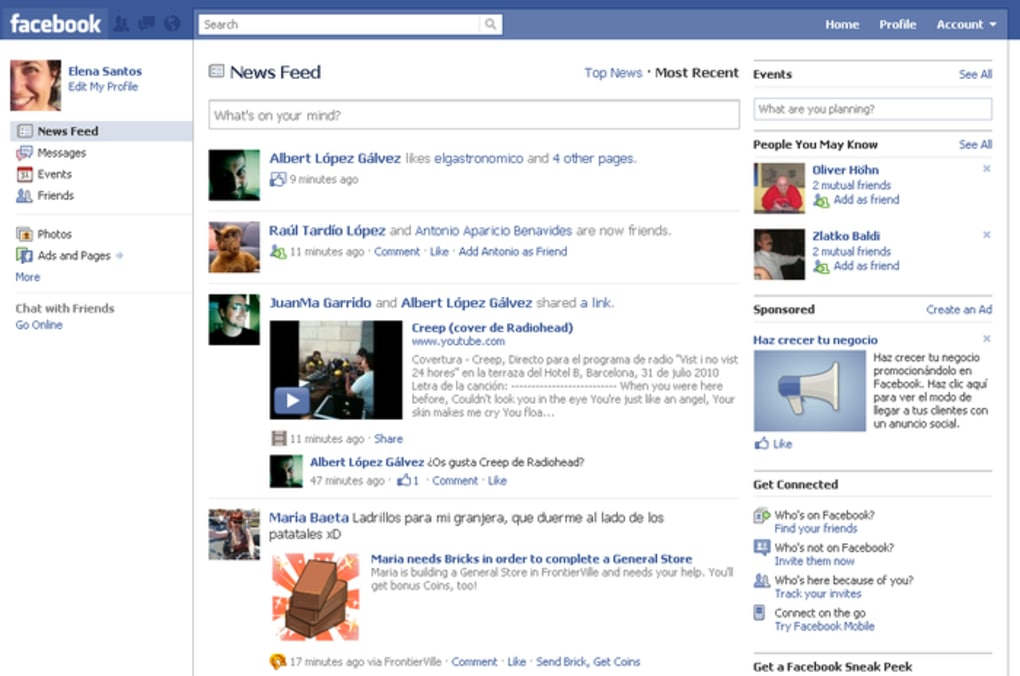 facebook
Search
Home Profile Account
Elena Santos
Edit My Profile
News Feed
Messages
Events
Friends
Photos
Ads and Pages
More
Chat with Friends
Go Online
News Feed
Top News · Most Recent
What's on your mind?
Albert López Gálvez likes elgastronomico and 4 other pages.
9 minutes ago
Raúl Tardío López and Antonio Aparicio Benavides are now friends.
11 minutes ago · Comment · Like · Add Antonio as Friend
JuanMa Garrido and Albert López Gálvez shared a link.
Creep (cover de Radiohead)
www.youtube.com
Covertura - Creep, Directo para el programa de radio "Vist i no vist
24 hores" en la terraza del Hotel B, Barcelona, 31 de julio 2010
Letra de la canción: --------------------------- When you were here
before, Couldn't look you in the eye You're just like an angel, Your
skin makes me cry You floa...
11 minutes ago · Share
Albert López Gálvez ¿Os gusta Creep de Radiohead?
47 minutes ago · 1 · Comment · Like
Maria Baeta Ladrillos para mi granjera, que duerme al lado de los
patatales xD
Maria needs Bricks in order to complete a General Store
Maria is building a General Store in FrontierVille and needs your help. You'll
get bonus Coins, too!
17 minutes ago via FrontierVille · Comment · Like · Send Brick, Get Coins
Events See All
What are you planning?
People You May Know See All
Oliver Höhn
2 mutual friends
Add as friend
Zlatko Baldi
2 mutual friends
Add as friend
Sponsored Create an Ad
Haz crecer tu negocio
Haz crecer tu negocio
promocionándolo en
Facebook. Haz clic aquí
para ver el modo de
llegar a tus clientes con
un anuncio social.
Like
Get Connected
Who's on Facebook?
Find your friends
Who's not on Facebook?
Invite them now
Who's here because of you?
Track your invites
Connect on the go
Try Facebook Mobile
Get a Facebook Sneak Peek